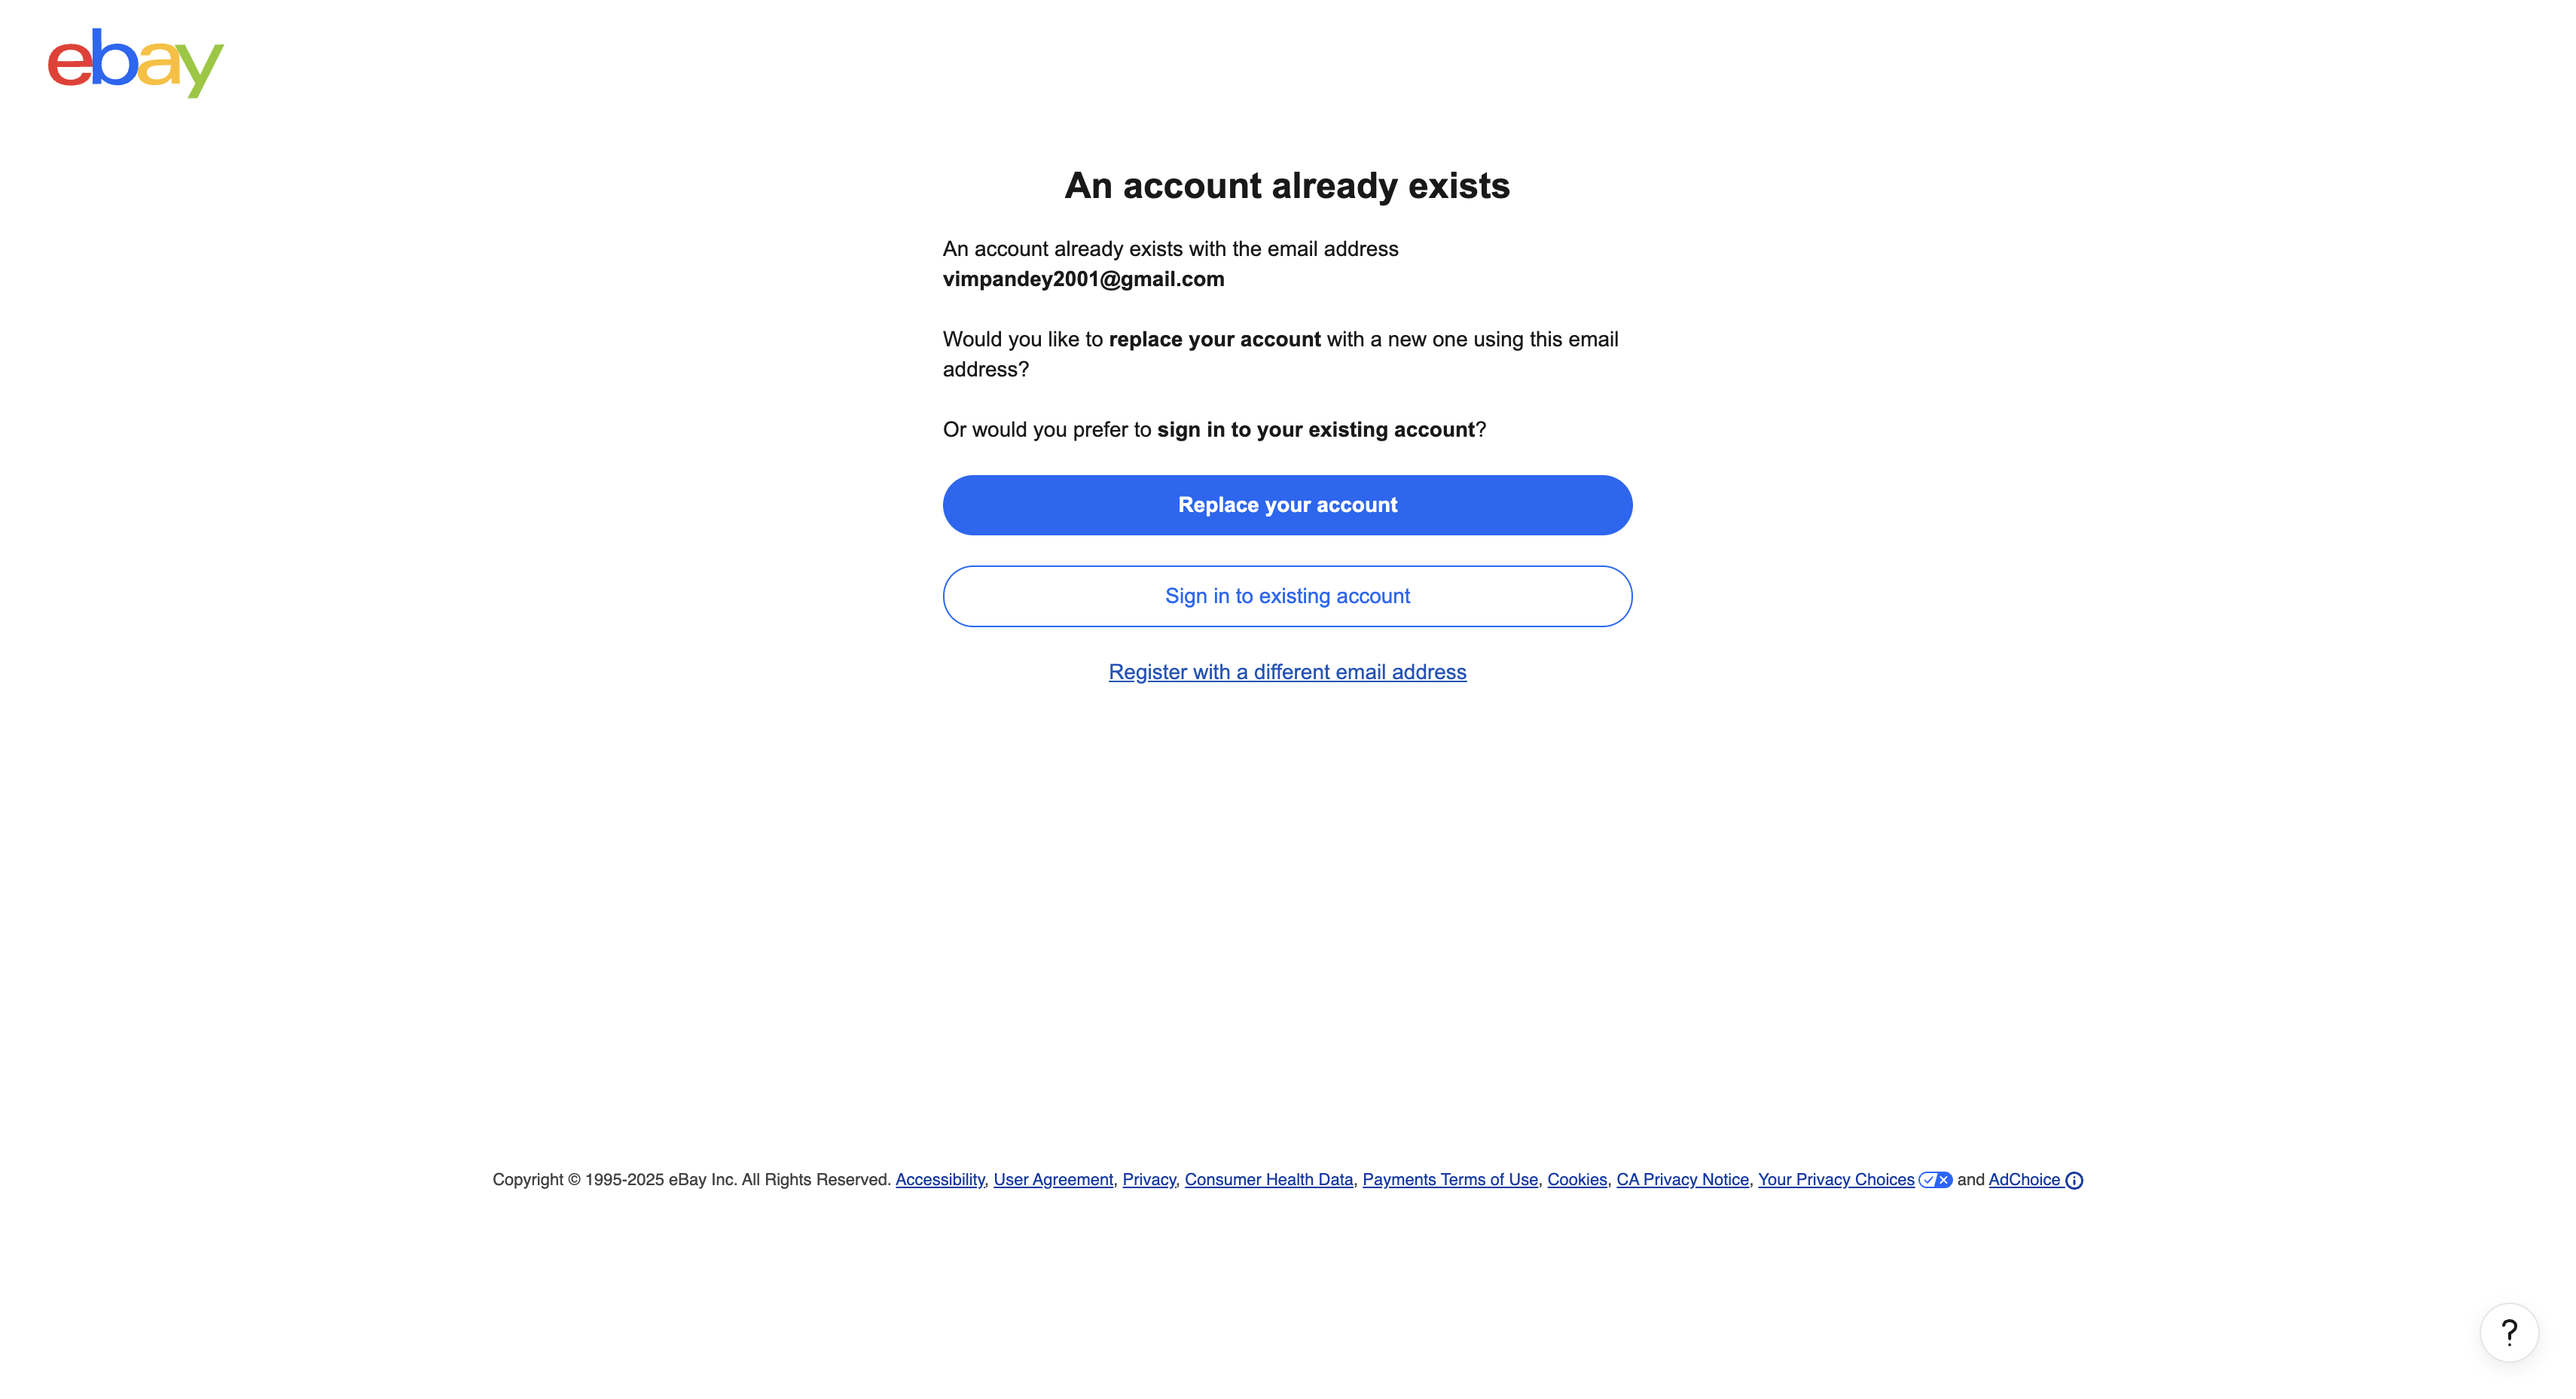 ebay
An account already exists
An account already exists with the email address
vimpandey2001@gmail.com
Would you like to replace your account with a new one using this email
address?
Or would you prefer to sign in to your existing account?
Replace your account
Sign in to existing account
Register with a different email address
Copyright © 1995-2025 eBay Inc. All Rights Reserved. Accessibility, User Agreement, Privacy, Consumer Health Data, Payments Terms of Use, Cookies, CA Privacy Notice, Your Privacy Choices and AdChoice
?